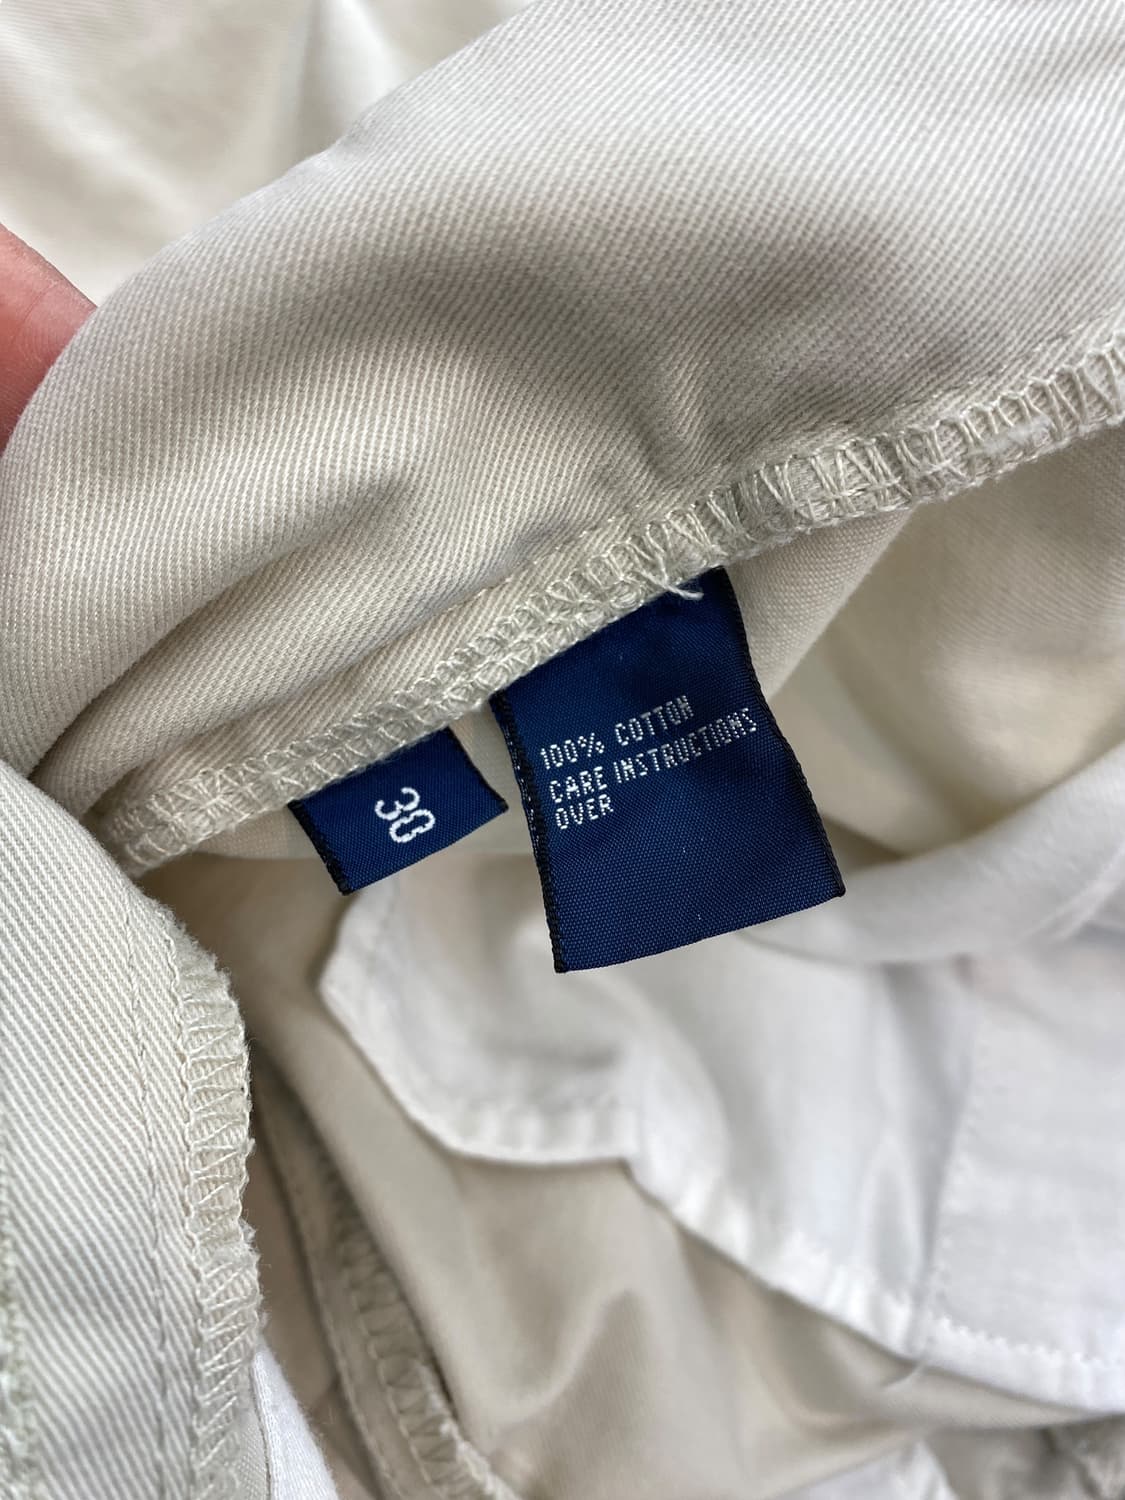 30
100% COTTON
CARE INSTRUCTIONS
OVER